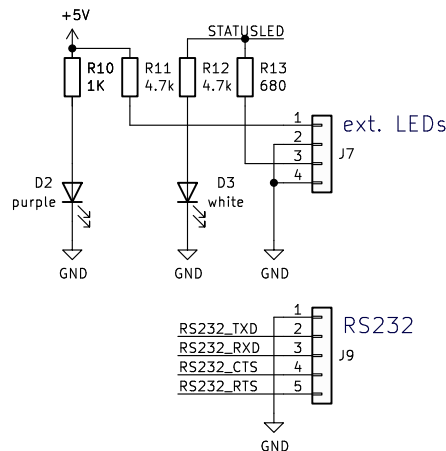 +5V
STATUSLED
R10 R11 R12 R13
1K 4.7k 4.7k 680
1 ext. LEDs
2
3 J7
4
D2 D3
purple white
GND GND GND
1 RS232
RS232_TXD 2
RS232_RXD 3 J9
RS232_CTS 4
RS232_RTS 5
GND